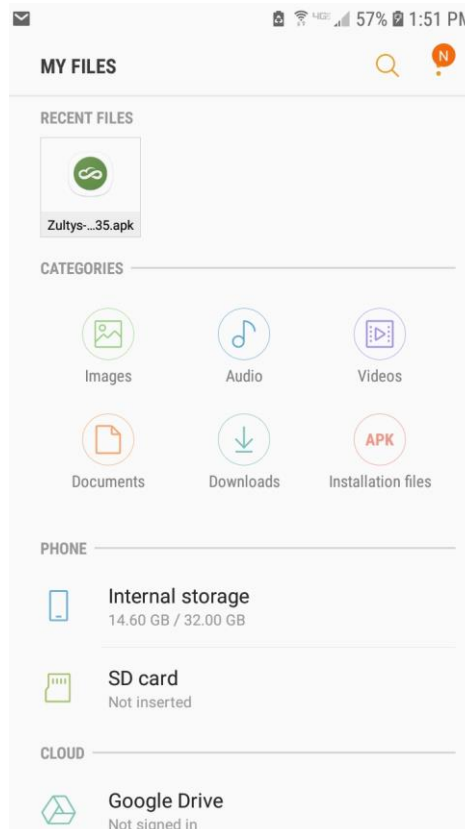 4GE 57% 1:51 PM
MY FILES
N
RECENT FILES
Zultys-...35.apk
CATEGORIES
Images Audio Videos
APK
Documents Downloads Installation files
PHONE
Internal storage
14.60 GB / 32.00 GB
SD card
Not inserted
CLOUD
Google Drive
Not signed in